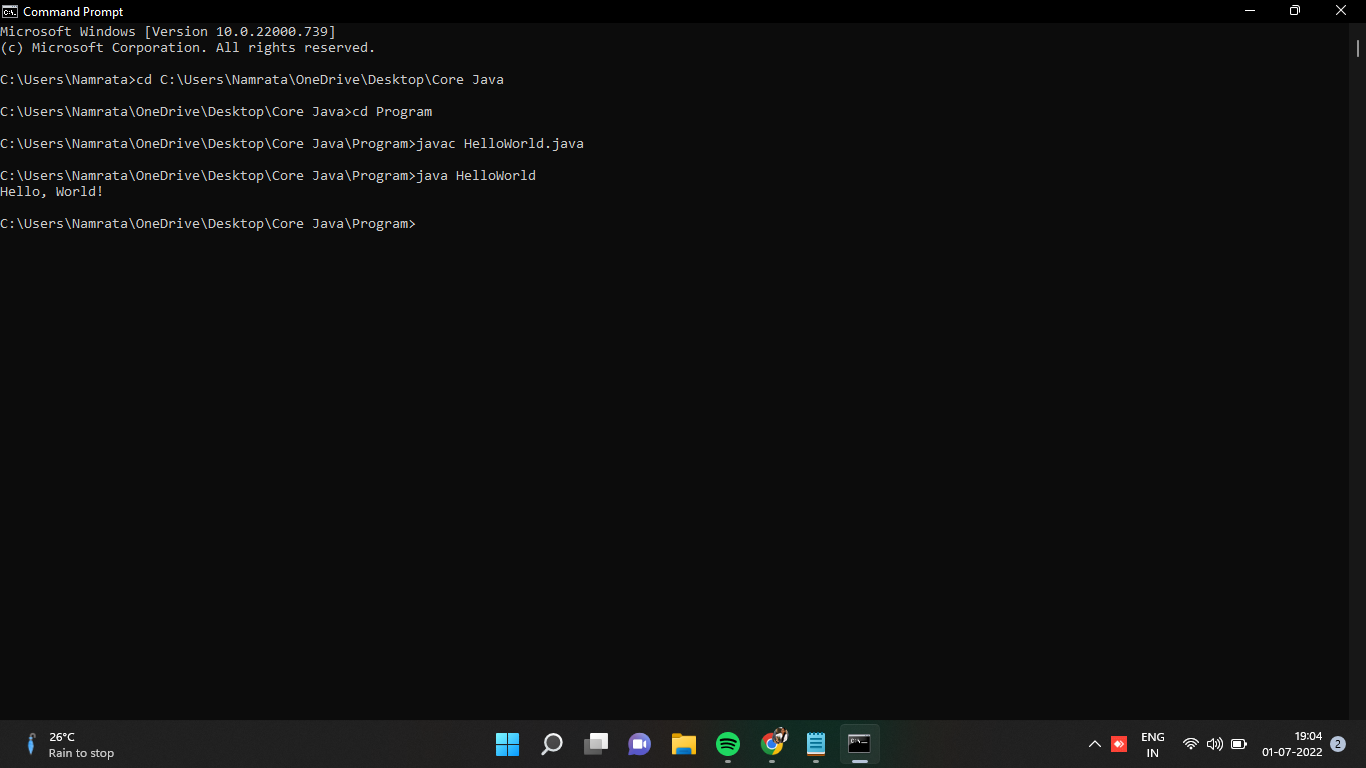 Command Prompt
Microsoft Windows [Version 10.0.22000.739]
(c) Microsoft Corporation. All rights reserved.
C:\Users\Namrata>cd C:\Users\Namrata\OneDrive\Desktop\Core Java
C:\Users\Namrata\OneDrive\Desktop\Core Java>cd Program
C:\Users\Namrata\OneDrive\Desktop\Core Java\Program>javac HelloWorld.java
C:\Users\Namrata\OneDrive\Desktop\Core Java\Program>java HelloWorld
Hello, World!
C:\Users\Namrata\OneDrive\Desktop\Core Java\Program>
26°C
Rain to stop
ENG
IN
19:04
01-07-2022
2